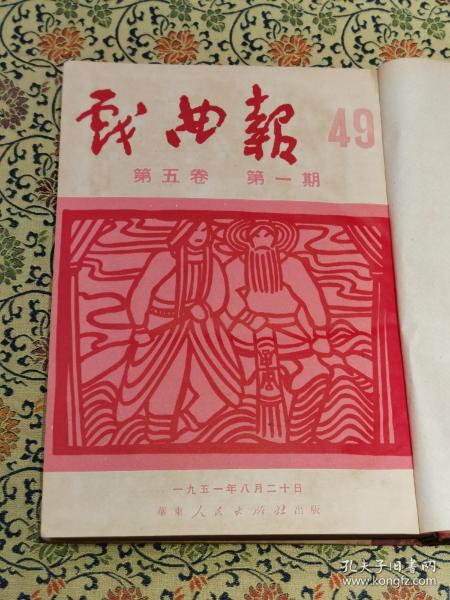 戏曲報 49
第五卷 第一期
一九五一年八月二十日
華東人民出版社出版
孔夫子旧书网
www.kongfz.com